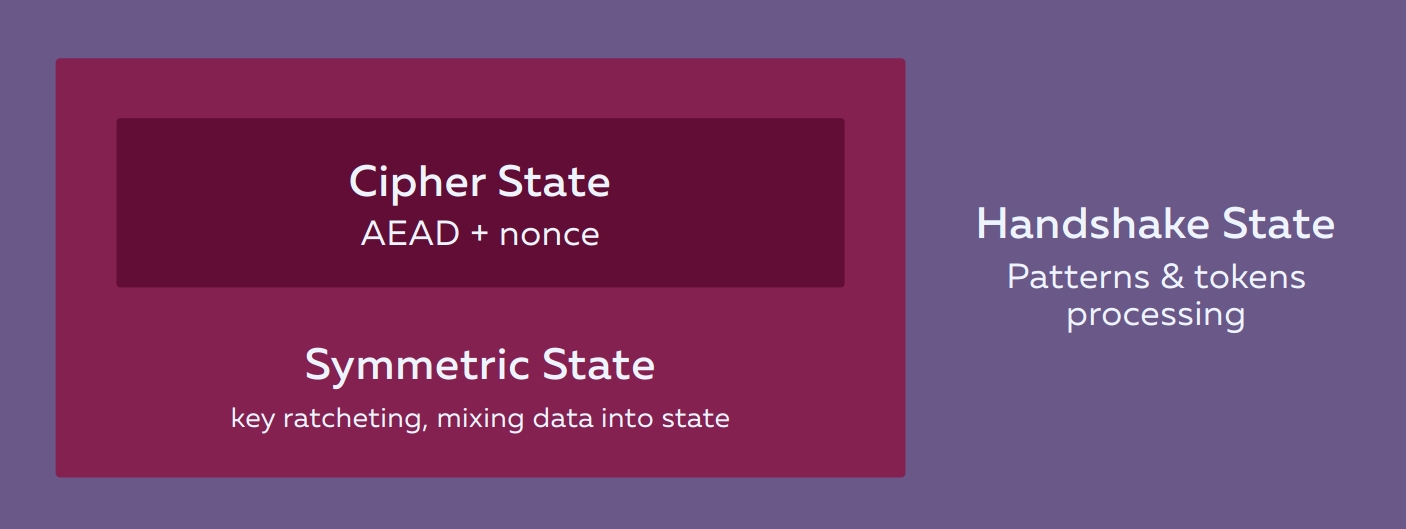 Cipher State
AEAD + nonce
Symmetric State
key ratcheting, mixing data into state
Handshake State
Patterns & tokens
processing